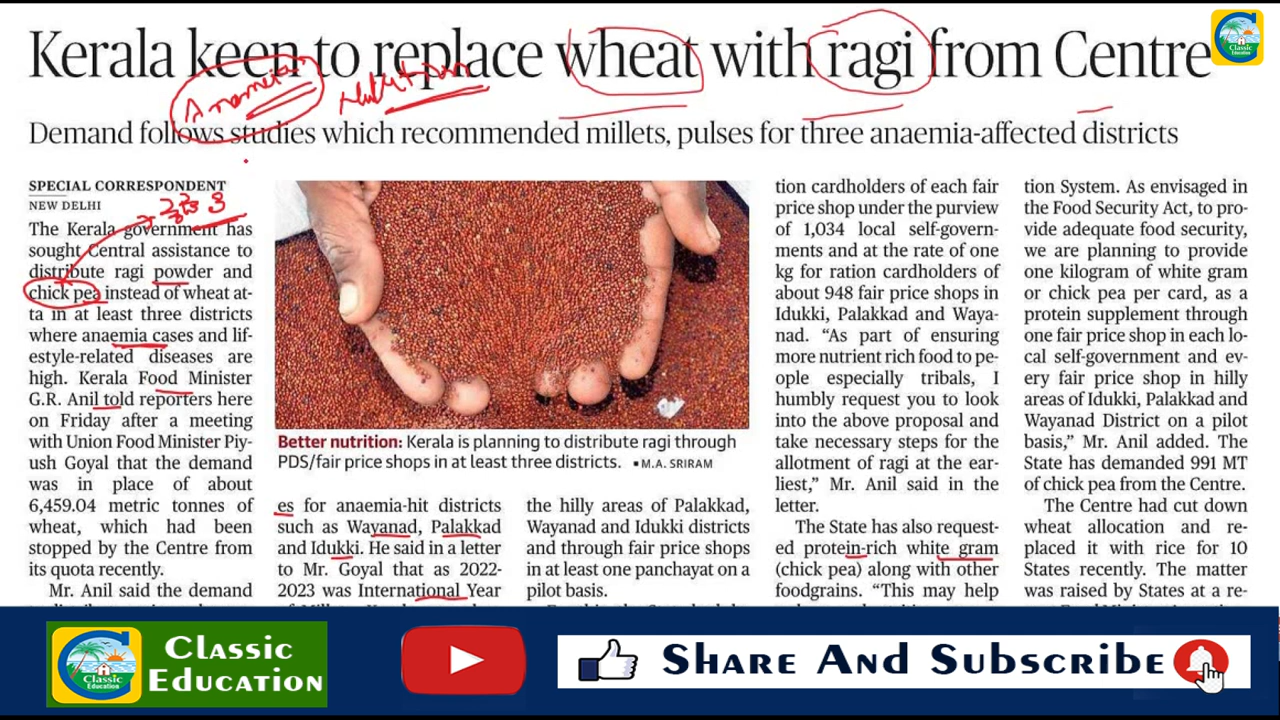 Kerala keen to replace wheat with ragi from Centre
Classic
Education
Anaemia
Nutrition
Demand follows studies which recommended millets, pulses for three anaemia-affected districts
SPECIAL CORRESPONDENT
NEW DELHI
3
The Kerala government has
sought Central assistance to
distribute ragi powder and
chick pea instead of wheat at-
ta in at least three districts
where anaemia cases and lif-
estyle-related diseases are
high. Kerala Food Minister
G.R. Anil told reporters here
on Friday after a meeting
with Union Food Minister Piy-
ush Goyal that the demand
was in place of about
6,459.04 metric tonnes of
wheat, which had been
stopped by the Centre from
its quota recently.
Mr. Anil said the demand
Better nutrition: Kerala is planning to distribute ragi through
PDS/fair price shops in at least three districts. ▪ M.A. SRIRAM
es for anaemia-hit districts
such as Wayanad, Palakkad
and Idukki. He said in a letter
to Mr. Goyal that as 2022-
2023 was International Year
the hilly areas of Palakkad,
Wayanad and Idukki districts
and through fair price shops
in at least one panchayat on a
pilot basis.
tion cardholders of each fair
price shop under the purview
of 1,034 local self-govern-
ments and at the rate of one
kg for ration cardholders of
about 948 fair price shops in
Idukki, Palakkad and Waya-
nad. “As part of ensuring
more nutrient rich food to pe-
ople especially tribals, I
humbly request you to look
into the above proposal and
take necessary steps for the
allotment of ragi at the ear-
liest,” Mr. Anil said in the
letter.
The State has also request-
ed protein-rich white gram
(chick pea) along with other
foodgrains. “This may help
tion System. As envisaged in
the Food Security Act, to pro-
vide adequate food security,
we are planning to provide
one kilogram of white gram
or chick pea per card, as a
protein supplement through
one fair price shop in each lo-
cal self-government and ev-
ery fair price shop in hilly
areas of Idukki, Palakkad and
Wayanad District on a pilot
basis,” Mr. Anil added. The
State has demanded 991 MT
of chick pea from the Centre.
The Centre had cut down
wheat allocation and re-
placed it with rice for 10
States recently. The matter
was raised by States at a re-
Classic
Education
Classic
Education
Share And Subscribe